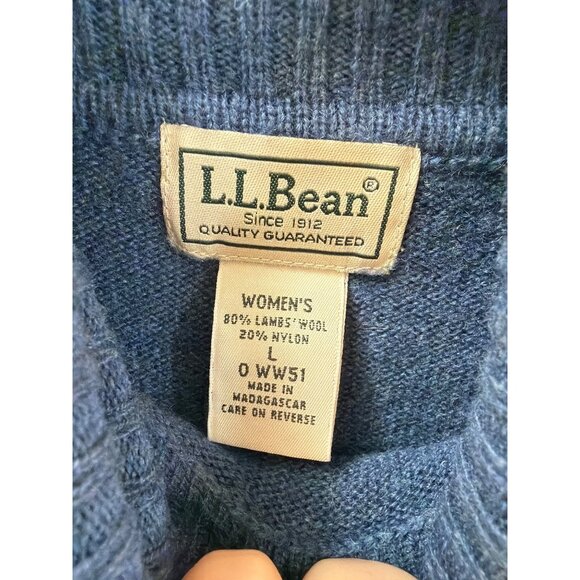 L.L.Bean®
Since 1912
QUALITY GUARANTEED
WOMEN'S
80% LAMBS' WOOL
20% NYLON
L
0 WW51
MADE IN
MADAGASCAR
CARE ON REVERSE